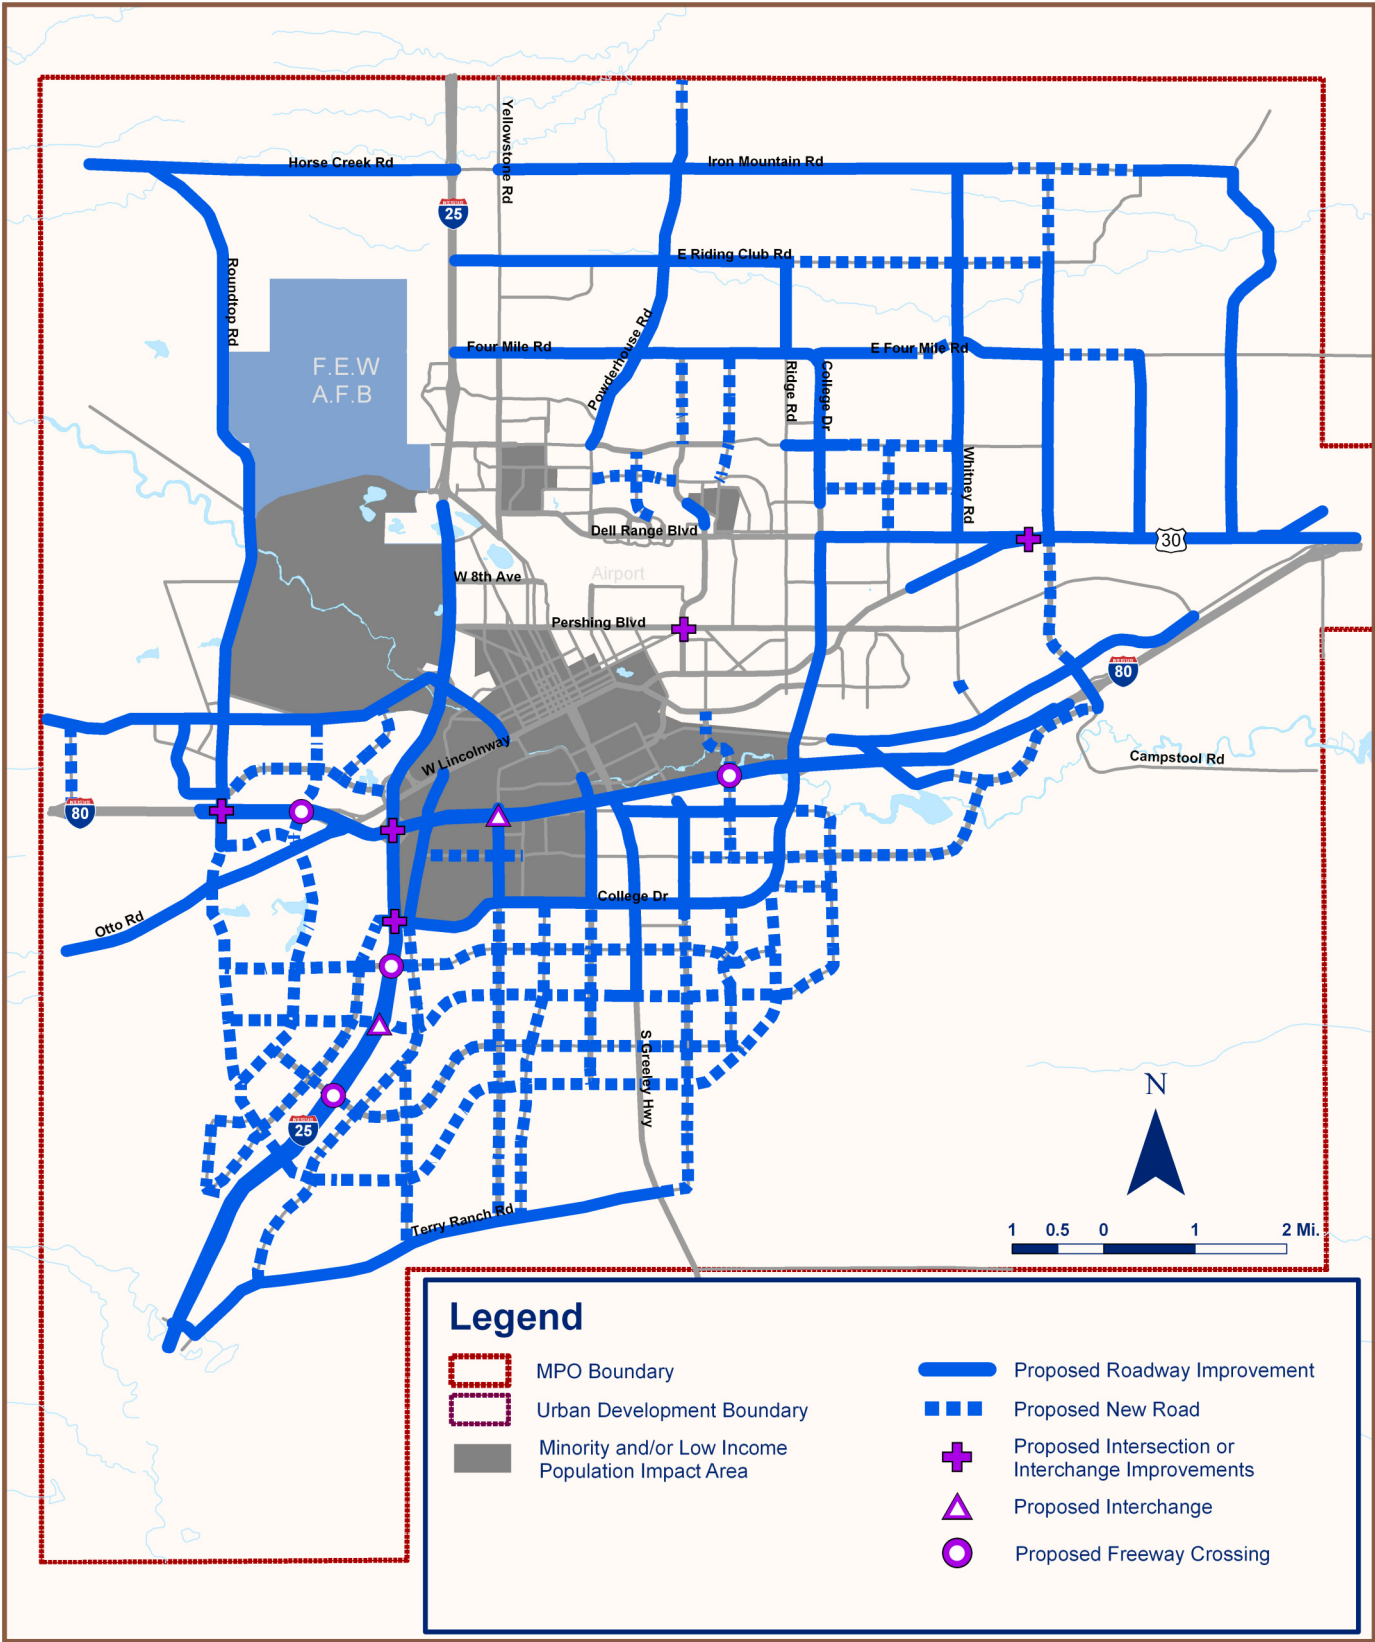 Yellowstone Rd
Horse Creek Rd
Iron Mountain Rd
25
E Riding Club Rd
Roundtop Rd
Powderhouse Rd
Four Mile Rd
E Four Mile Rd
F.E.W
A.F.B
Ridge Rd
College Dr
Whitney Rd
Dell Range Blvd
30
W 8th Ave
Airport
Pershing Blvd
80
W Lincolnway
Campstool Rd
80
College Dr
Otto Rd
S Greeley Hwy
N
25
Terry Ranch Rd
1 0.5 0 1 2 Mi.
Legend
MPO Boundary
Urban Development Boundary
Minority and/or Low Income
Population Impact Area
Proposed Roadway Improvement
Proposed New Road
Proposed Intersection or
Interchange Improvements
Proposed Interchange
Proposed Freeway Crossing